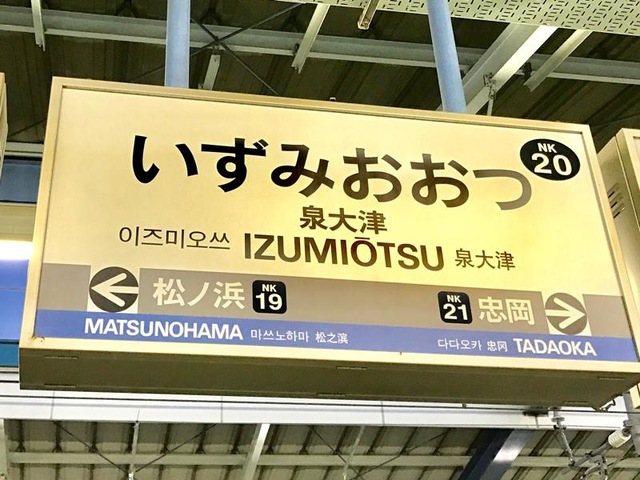 いずみおおつ NK 20
泉大津
이즈미오쓰 IZUMIŌTSU 泉大津
松ノ浜 NK 19 NK 21 忠岡
MATSUNOHAMA 마쓰노하마 松之滨 다다오카 忠冈 TADAOKA